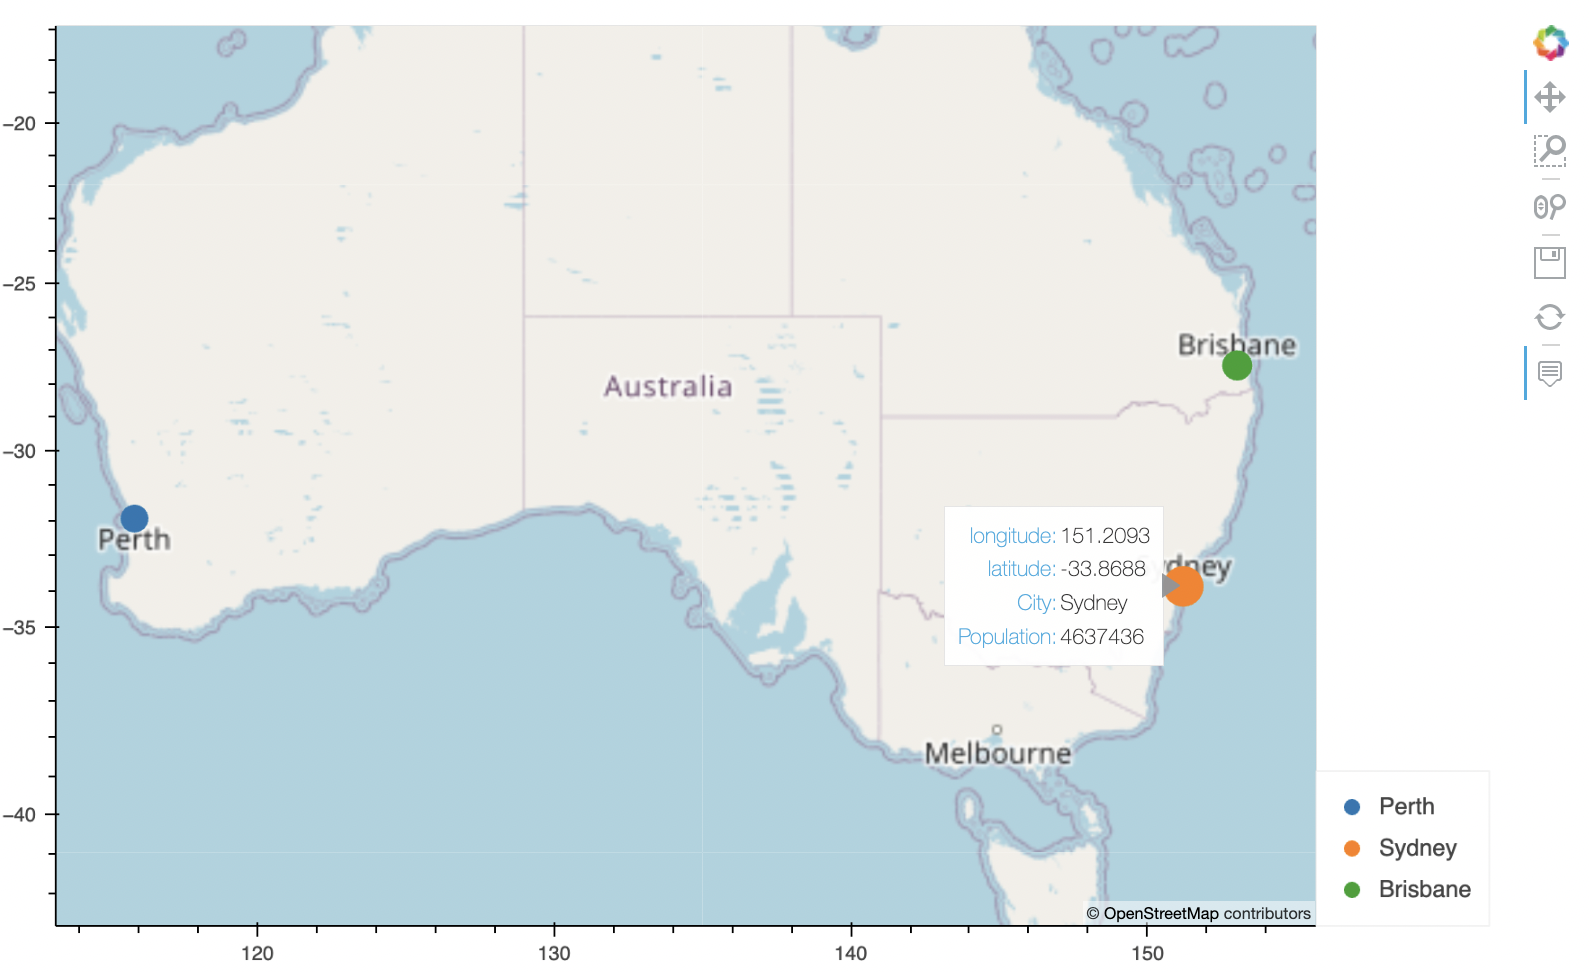 −20
−25
−30
−35
−40
120
130
140
150
Australia
Brisbane
Perth
ydney
Melbourne
longitude: 151.2093
latitude: -33.8688
City: Sydney
Population: 4637436
Perth
Sydney
Brisbane
© OpenStreetMap contributors